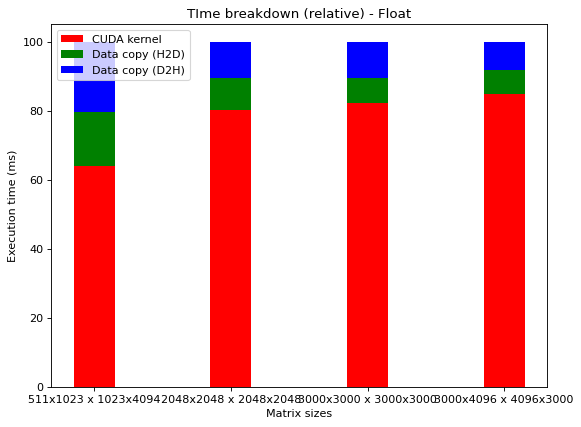 TIme breakdown (relative) - Float
CUDA kernel
Data copy (H2D)
Data copy (D2H)
Execution time (ms)
100
80
60
40
20
0
511x1023 x 1023x4094
2048x2048 x 2048x2048
3000x3000 x 3000x3000
3000x4096 x 4096x3000
Matrix sizes